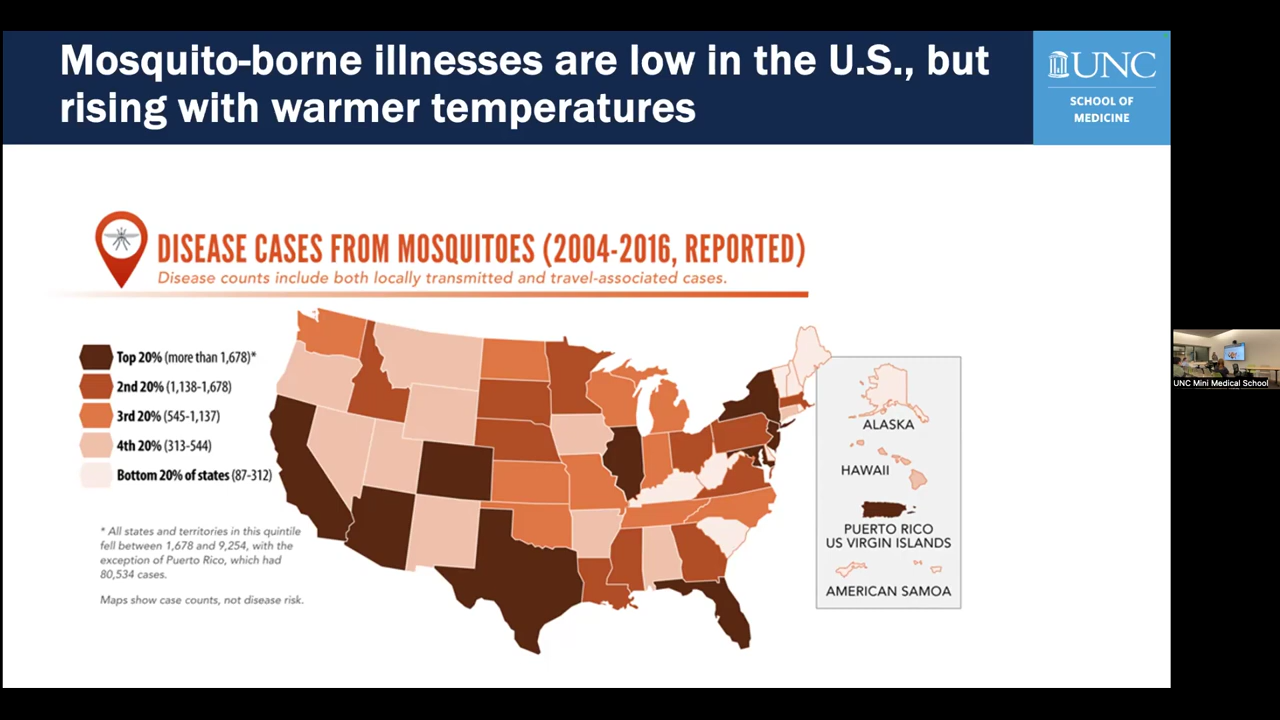 Mosquito-borne illnesses are low in the U.S., but
rising with warmer temperatures
UNC
SCHOOL OF
MEDICINE
DISEASE CASES FROM MOSQUITOES (2004-2016, REPORTED)
Disease counts include both locally transmitted and travel-associated cases.
Top 20% (more than 1,678)*
2nd 20% (1,138-1,678)
3rd 20% (545-1,137)
4th 20% (313-544)
Bottom 20% of states (87-312)
* All states and territories in this quintile
fell between 1,678 and 9,254, with the
exception of Puerto Rico, which had
80,534 cases.
Maps show case counts, not disease risk.
ALASKA
HAWAII
PUERTO RICO
US VIRGIN ISLANDS
AMERICAN SAMOA
UNC Mini Medical School